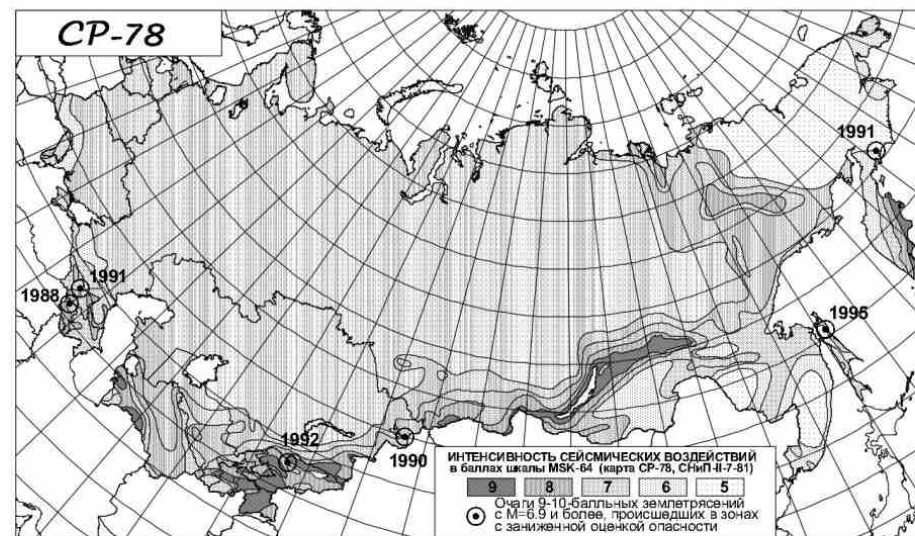 СР-78
1991
1991
1988
1995
1992
1990
ИНТЕНСИВНОСТЬ СЕЙСМИЧЕСКИХ ВОЗДЕЙСТВИЙ
в баллах шкалы MSK-64 (карта СР-78, СНиП-II-7-81)
9 8 7 6 5
Очаги 9-10-балльных землетрясений
с М=6.9 и более, происшедших в зонах
с заниженной оценкой опасности